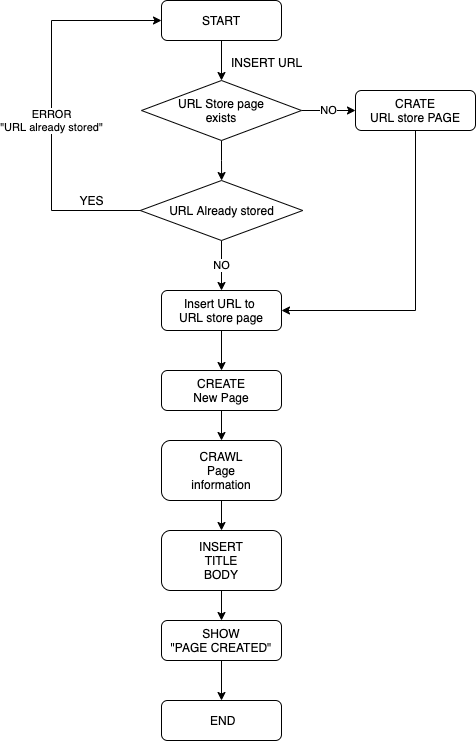 START
INSERT URL
URL Store page
exists
NO
CRATE
URL store PAGE
ERROR
"URL already stored"
YES
URL Already stored
NO
Insert URL to
URL store page
CREATE
New Page
CRAWL
Page
information
INSERT
TITLE
BODY
SHOW
"PAGE CREATED"
END